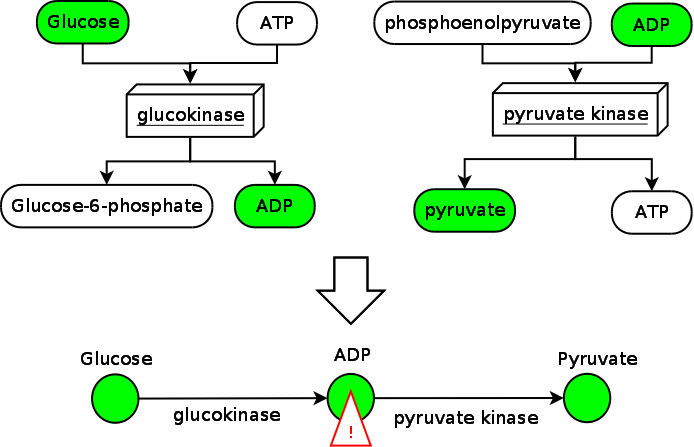 Glucose
ATP
phosphoenolpyruvate
ADP
glucokinase
pyruvate kinase
Glucose-6-phosphate
ADP
pyruvate
ATP
Glucose
ADP
Pyruvate
glucokinase
pyruvate kinase
!